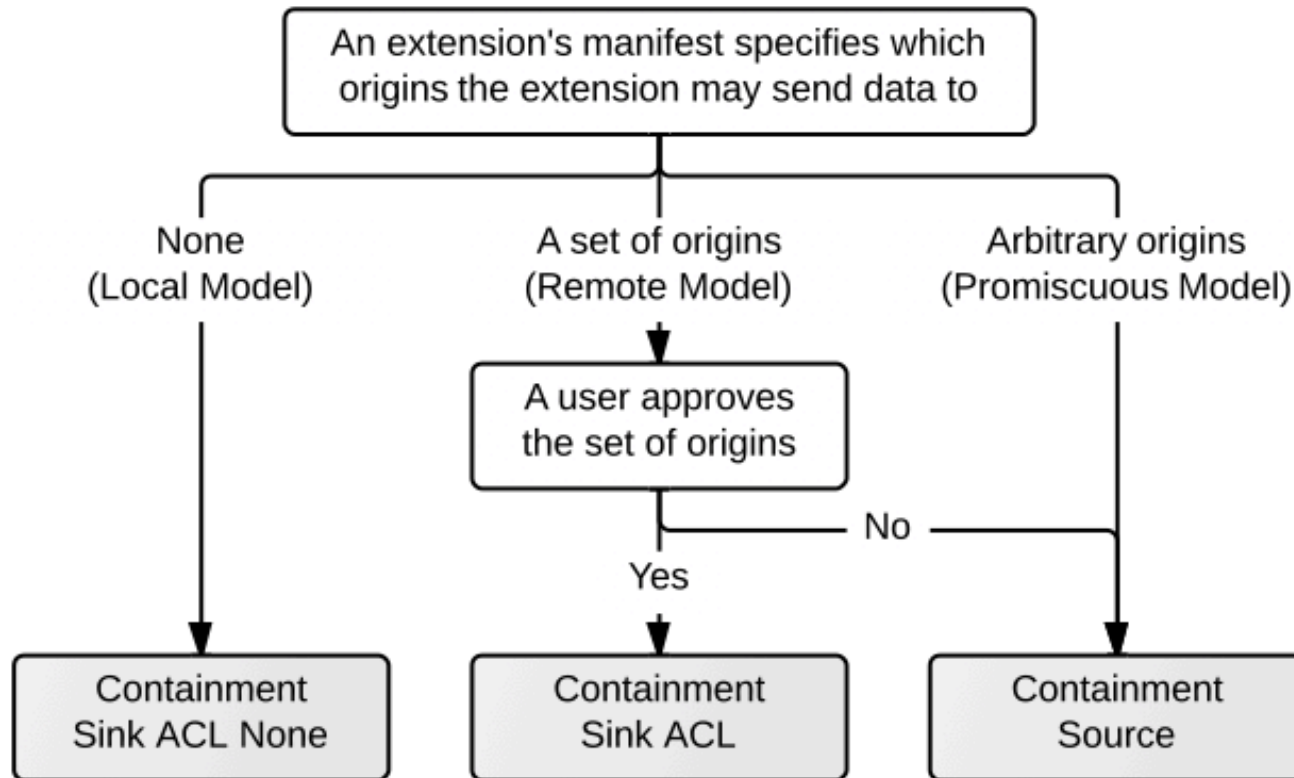 An extension's manifest specifies which
origins the extension may send data to
None
(Local Model)
A set of origins
(Remote Model)
Arbitrary origins
(Promiscuous Model)
A user approves
the set of origins
No
Yes
Containment
Sink ACL None
Containment
Sink ACL
Containment
Source